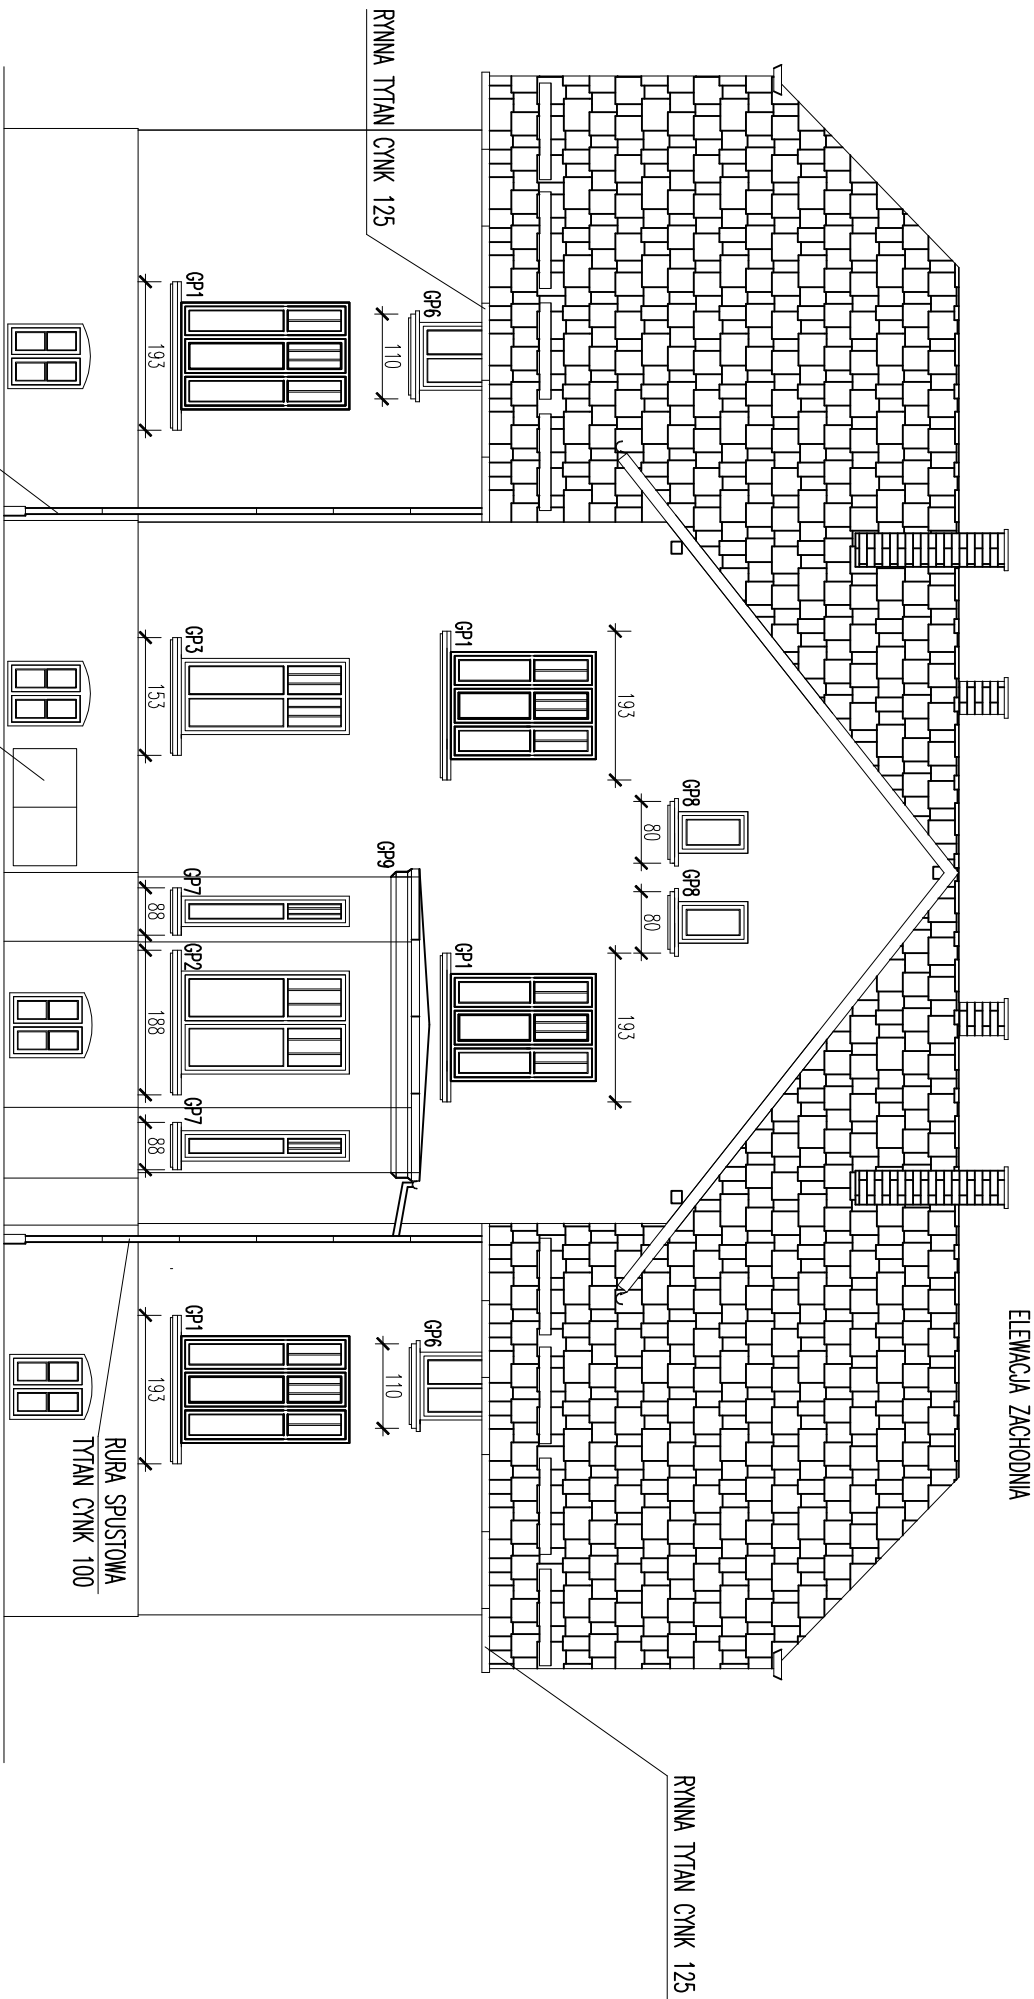 ELEWACJA ZACHODNIA
RYNNA TYTAN CYNK 125
RYNNA TYTAN CYNK 125
GP8
80
GP8
80
193
193
GP1
GP1
GP6
110
GP6
110
GP9
GP1
193
GP3
153
GP7
88
GP2
188
GP7
88
GP1
193
RURA SPUSTOWA
TYTAN CYNK 100